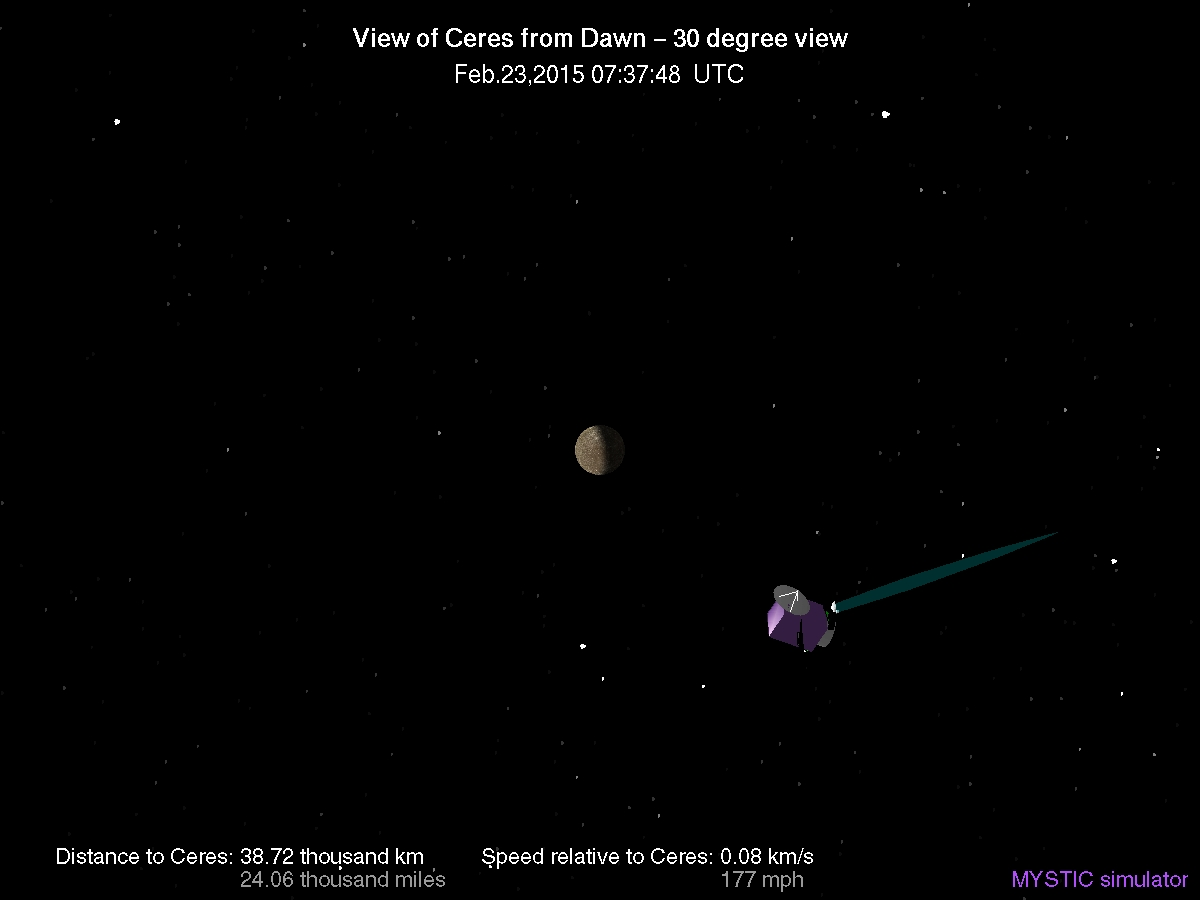 View of Ceres from Dawn – 30 degree view
Feb.23,2015 07:37:48 UTC
Distance to Ceres: 38.72 thousand km
Speed relative to Ceres: 0.08 km/s
24.06 thousand miles
177 mph
MYSTIC simulator